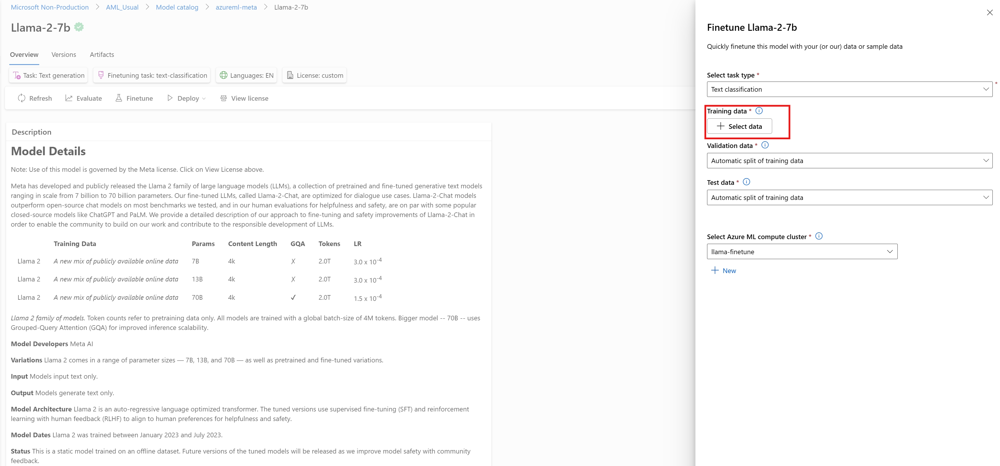 Microsoft Non-Production > AML_Usual > Model catalog > azureml-meta > Llama-2-7b
Llama-2-7b
Overview Versions Artifacts
Task: Text generation Finetuning task: text-classification Languages: EN License: custom
Refresh Evaluate Finetune Deploy View license
Description
Model Details
Note: Use of this model is governed by the Meta license. Click on View License above.
Meta has developed and publicly released the Llama 2 family of large language models (LLMs), a collection of pretrained and fine-tuned generative text models
ranging in scale from 7 billion to 70 billion parameters. Our fine-tuned LLMs, called Llama-2-Chat, are optimized for dialogue use cases. Llama-2-Chat models
outperform open-source chat models on most benchmarks we tested, and in our human evaluations for helpfulness and safety, are on par with some popular
closed-source models like ChatGPT and PaLM. We provide a detailed description of our approach to fine-tuning and safety improvements of Llama-2-Chat in
order to enable the community to build on our work and contribute to the responsible development of LLMs.
Training Data Params Content Length GQA Tokens LR
Llama 2 A new mix of publicly available online data 7B 4k ✗ 2.0T 3.0 x 10⁻⁴
Llama 2 A new mix of publicly available online data 13B 4k ✗ 2.0T 3.0 x 10⁻⁴
Llama 2 A new mix of publicly available online data 70B 4k ✓ 2.0T 1.5 x 10⁻⁴
Llama 2 family of models. Token counts refer to pretraining data only. All models are trained with a global batch-size of 4M tokens. Bigger model -- 70B -- uses
Grouped-Query Attention (GQA) for improved inference scalability.
Model Developers Meta AI
Variations Llama 2 comes in a range of parameter sizes — 7B, 13B, and 70B — as well as pretrained and fine-tuned variations.
Input Models input text only.
Output Models generate text only.
Model Architecture Llama 2 is an auto-regressive language optimized transformer. The tuned versions use supervised fine-tuning (SFT) and reinforcement
learning with human feedback (RLHF) to align to human preferences for helpfulness and safety.
Model Dates Llama 2 was trained between January 2023 and July 2023.
Status This is a static model trained on an offline dataset. Future versions of the tuned models will be released as we improve model safety with community
feedback.
Finetune Llama-2-7b
Quickly finetune this model with your (or our) data or sample data
Select task type *
Text classification *
Training data *
+ Select data
Validation data *
Automatic split of training data
Test data *
Automatic split of training data
Select Azure ML compute cluster *
llama-finetune
+ New